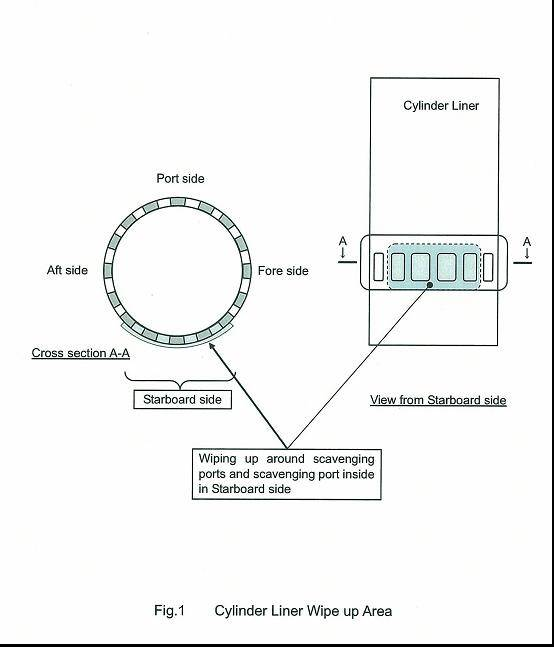 Cylinder Liner
Port side
A
A
Aft side
Fore side
Cross section A-A
Starboard side
View from Starboard side
Wiping up around scavenging
ports and scavenging port inside
in Starboard side
Fig.1 Cylinder Liner Wipe up Area